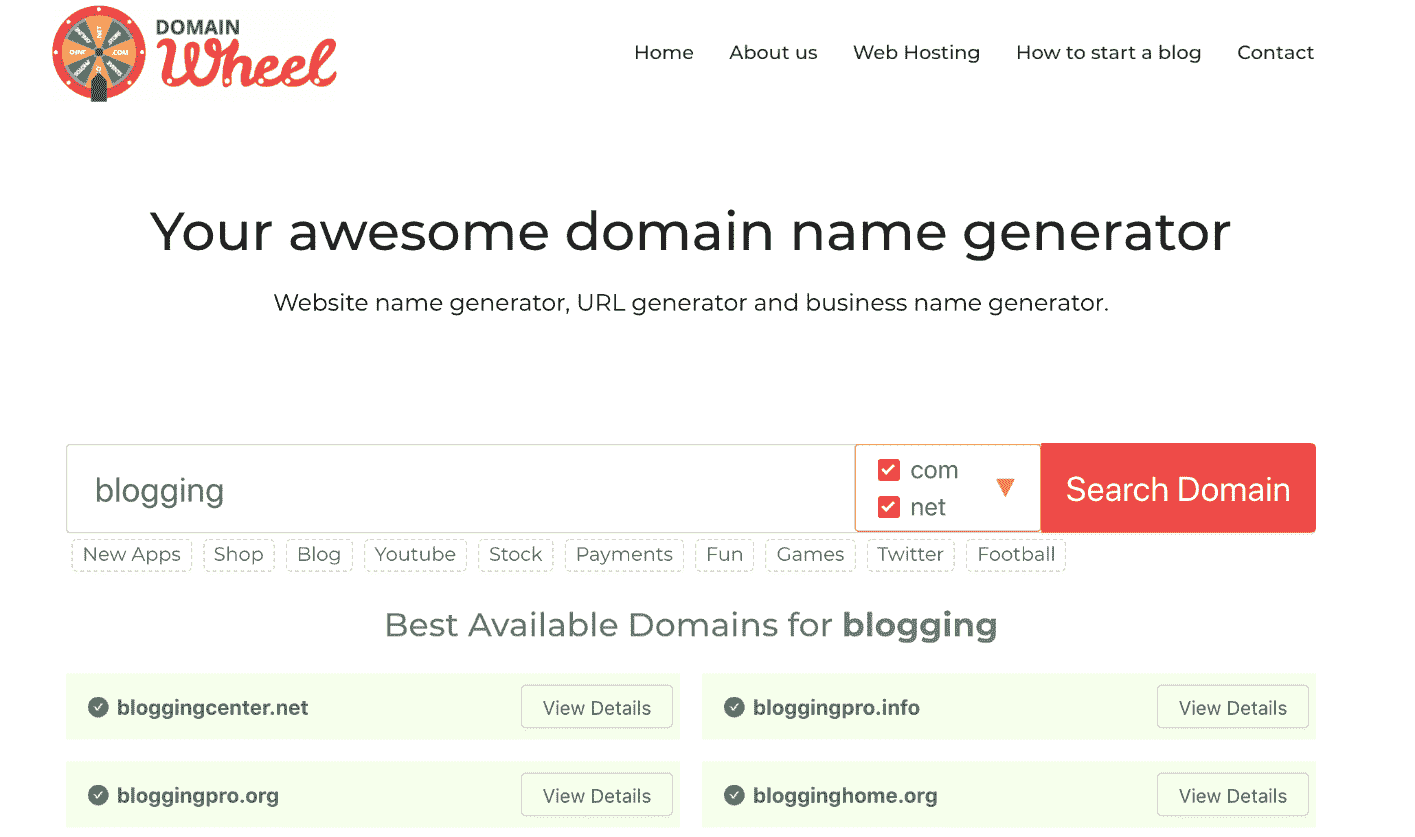 DOMAIN
Wheel
Home About us Web Hosting How to start a blog Contact
Your awesome domain name generator
Website name generator, URL generator and business name generator.
blogging
com
net
Search Domain
New Apps Shop Blog Youtube Stock Payments Fun Games Twitter Football
Best Available Domains for blogging
bloggingcenter.net View Details bloggingpro.info View Details
bloggingpro.org View Details blogginghome.org View Details